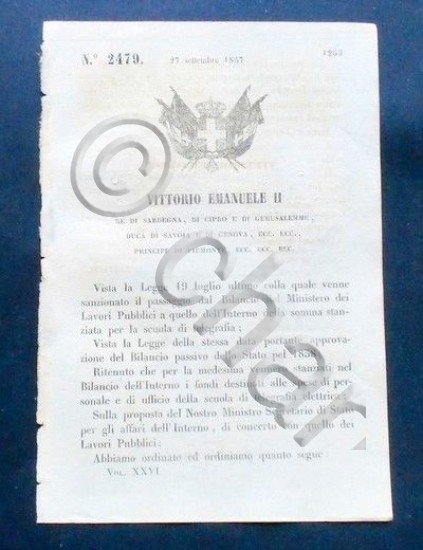 N.° 2479.
27 settembre 1857
VITTORIO EMANUELE II
RE DI SARDEGNA, DI CIPRO E DI GERUSALEMME,
DUCA DI SAVOIA E DI GENOVA, ECC. ECC.,
PRINCIPE DI PIEMONTE, ECC. ECC. ECC.
Vista la Legge 19 luglio ultimo colla quale venne
sanzionato il passaggio dal Bilancio del Ministero dei
Lavori Pubblici a quello dell'Interno della somma stan-
ziata per la scuola di telegrafia;
Vista la Legge della stessa data portante approva-
zione del Bilancio passivo dello Stato pel 1858;
Ritenuto che per la medesima stanziati nel
Bilancio dell'Interno i fondi destinati alle spese di per-
sonale e di ufficio della scuola di telegrafia elettrica;
Sulla proposta del Nostro Ministro Segretario di Stato
per gli affari dell'Interno, di concerto con quello dei
Lavori Pubblici;
Abbiamo ordinato ed ordiniamo quanto segue:
VOL. XXVI.
©